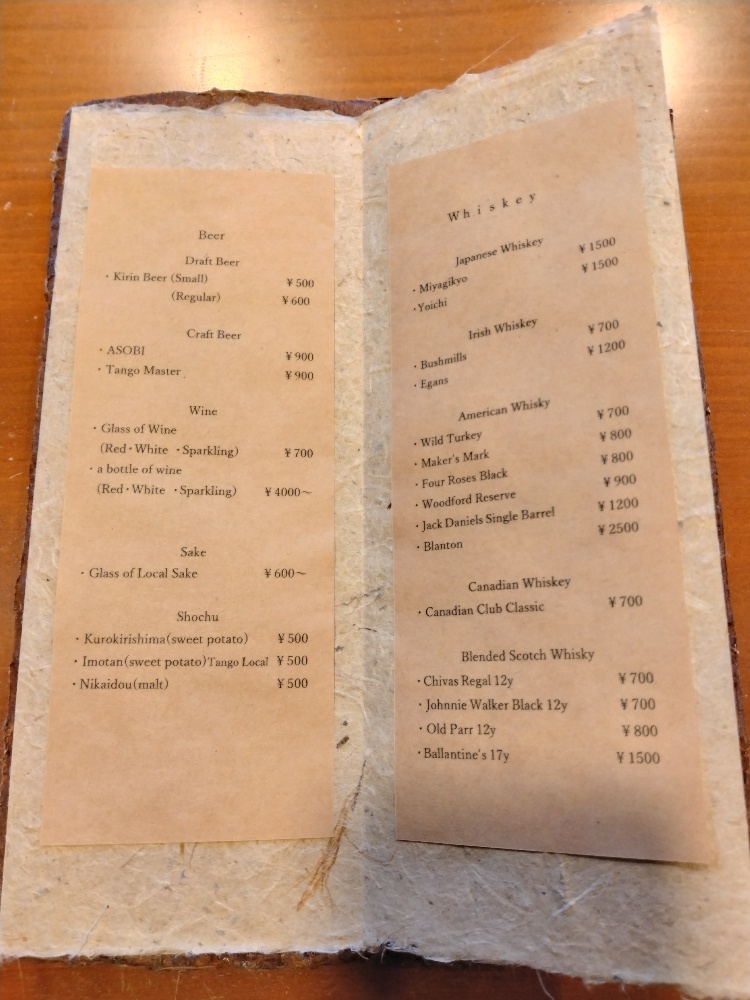 Beer
Draft Beer
・Kirin Beer (Small) ¥500
(Regular) ¥600
Craft Beer
・ASOBI ¥900
・Tango Master ¥900
Wine
・Glass of Wine
(Red・White ・Sparkling) ¥700
・a bottle of wine
(Red・White ・Sparkling) ¥4000～
Sake
・Glass of Local Sake ¥600～
Shochu
・Kurokirishima(sweet potato) ¥500
・Imotan(sweet potato)Tango Local ¥500
・Nikaidou(malt) ¥500
Whiskey
Japanese Whiskey
・Miyagikyo ¥1500
・Yoichi ¥1500
Irish Whiskey
・Bushmills ¥700
・Egans ¥1200
American Whisky
・Wild Turkey ¥700
・Maker's Mark ¥800
・Four Roses Black ¥800
・Woodford Reserve ¥900
・Jack Daniels Single Barrel ¥1200
・Blanton ¥2500
Canadian Whiskey
・Canadian Club Classic ¥700
Blended Scotch Whisky
・Chivas Regal 12y ¥700
・Johnnie Walker Black 12y ¥700
・Old Parr 12y ¥800
・Ballantine's 17y ¥1500